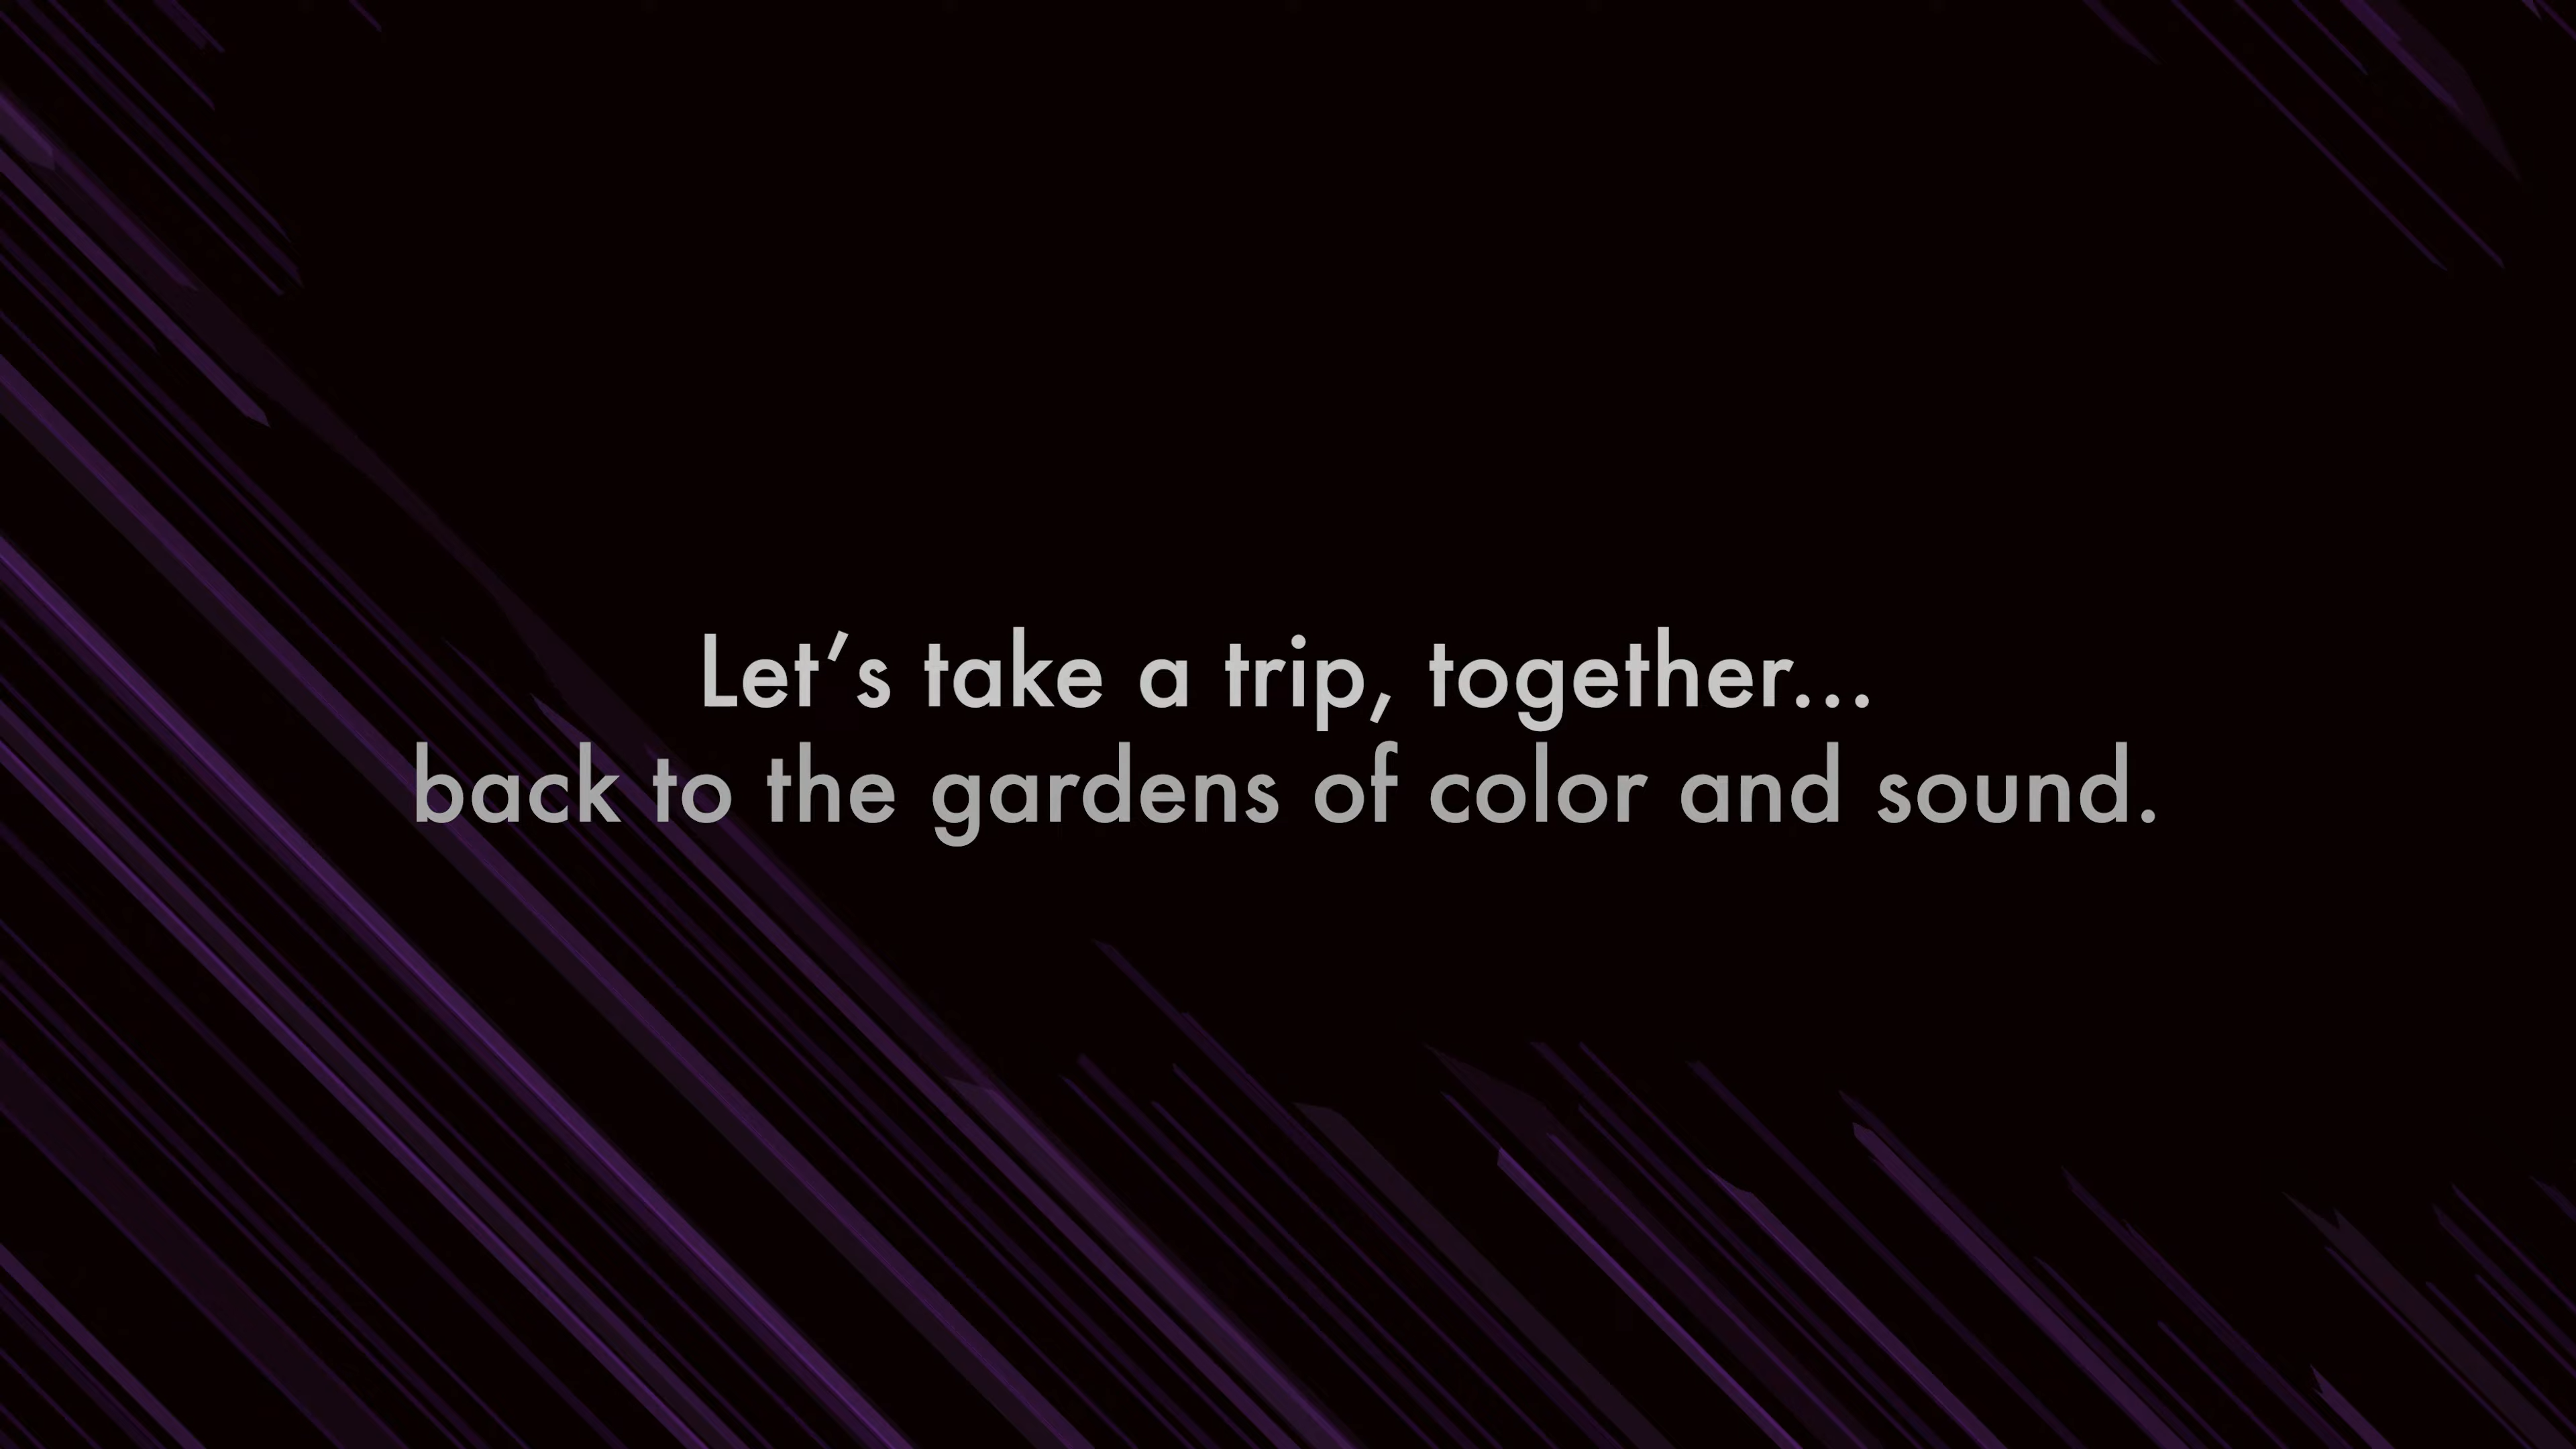 Let’s take a trip, together...
back to the gardens of color and sound.